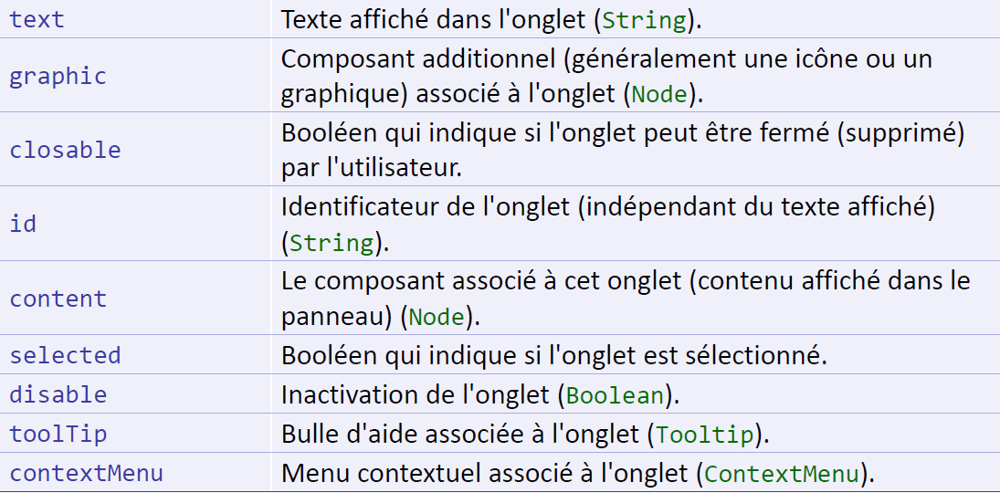 text Texte affiché dans l'onglet (String).
graphic Composant additionnel (généralement une icône ou un
graphique) associé à l'onglet (Node).
closable Booléen qui indique si l'onglet peut être fermé (supprimé)
par l'utilisateur.
id Identificateur de l'onglet (indépendant du texte affiché)
(String).
content Le composant associé à cet onglet (contenu affiché dans le
panneau) (Node).
selected Booléen qui indique si l'onglet est sélectionné.
disable Inactivation de l'onglet (Boolean).
toolTip Bulle d'aide associée à l'onglet (Tooltip).
contextMenu Menu contextuel associé à l'onglet (ContextMenu).